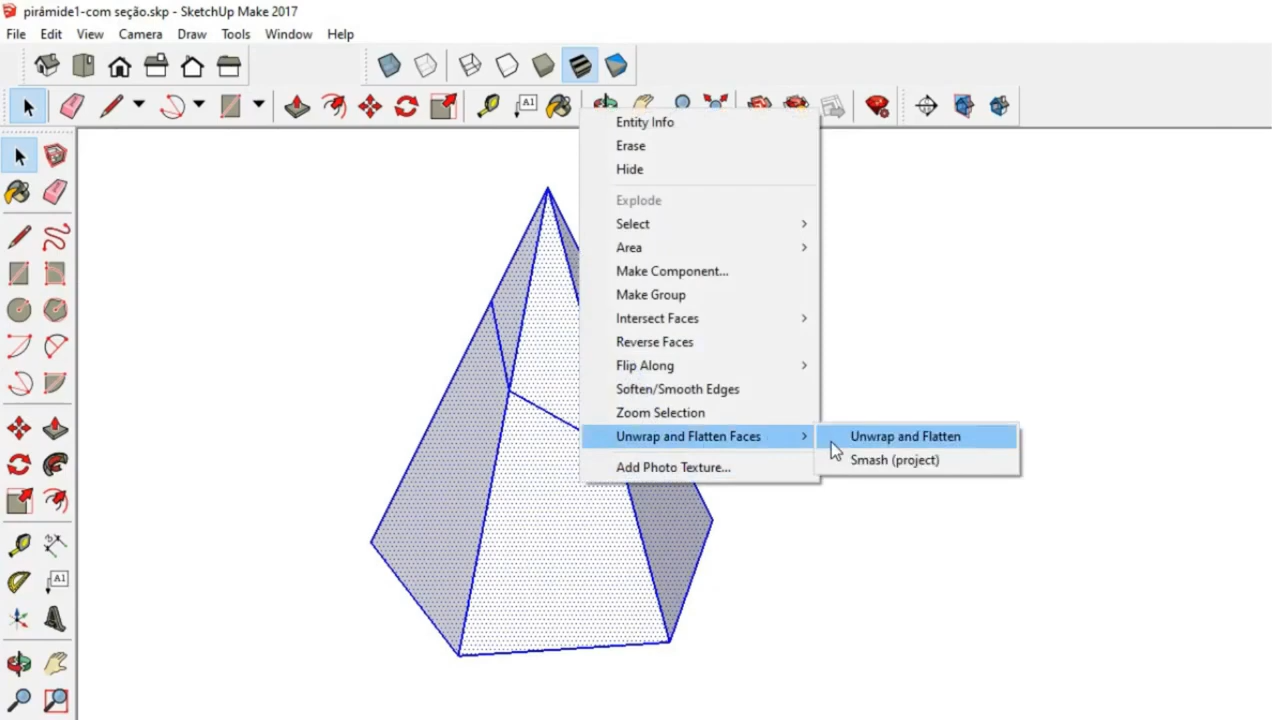 pirâmide1-com seção.skp - SketchUp Make 2017
File Edit View Camera Draw Tools Window Help
A1
Entity Info
Erase
Hide
Explode
Select
Area
Make Component...
Make Group
Intersect Faces
Reverse Faces
Flip Along
Soften/Smooth Edges
Zoom Selection
Unwrap and Flatten Faces
Unwrap and Flatten
Smash (project)
Add Photo Texture...
A1